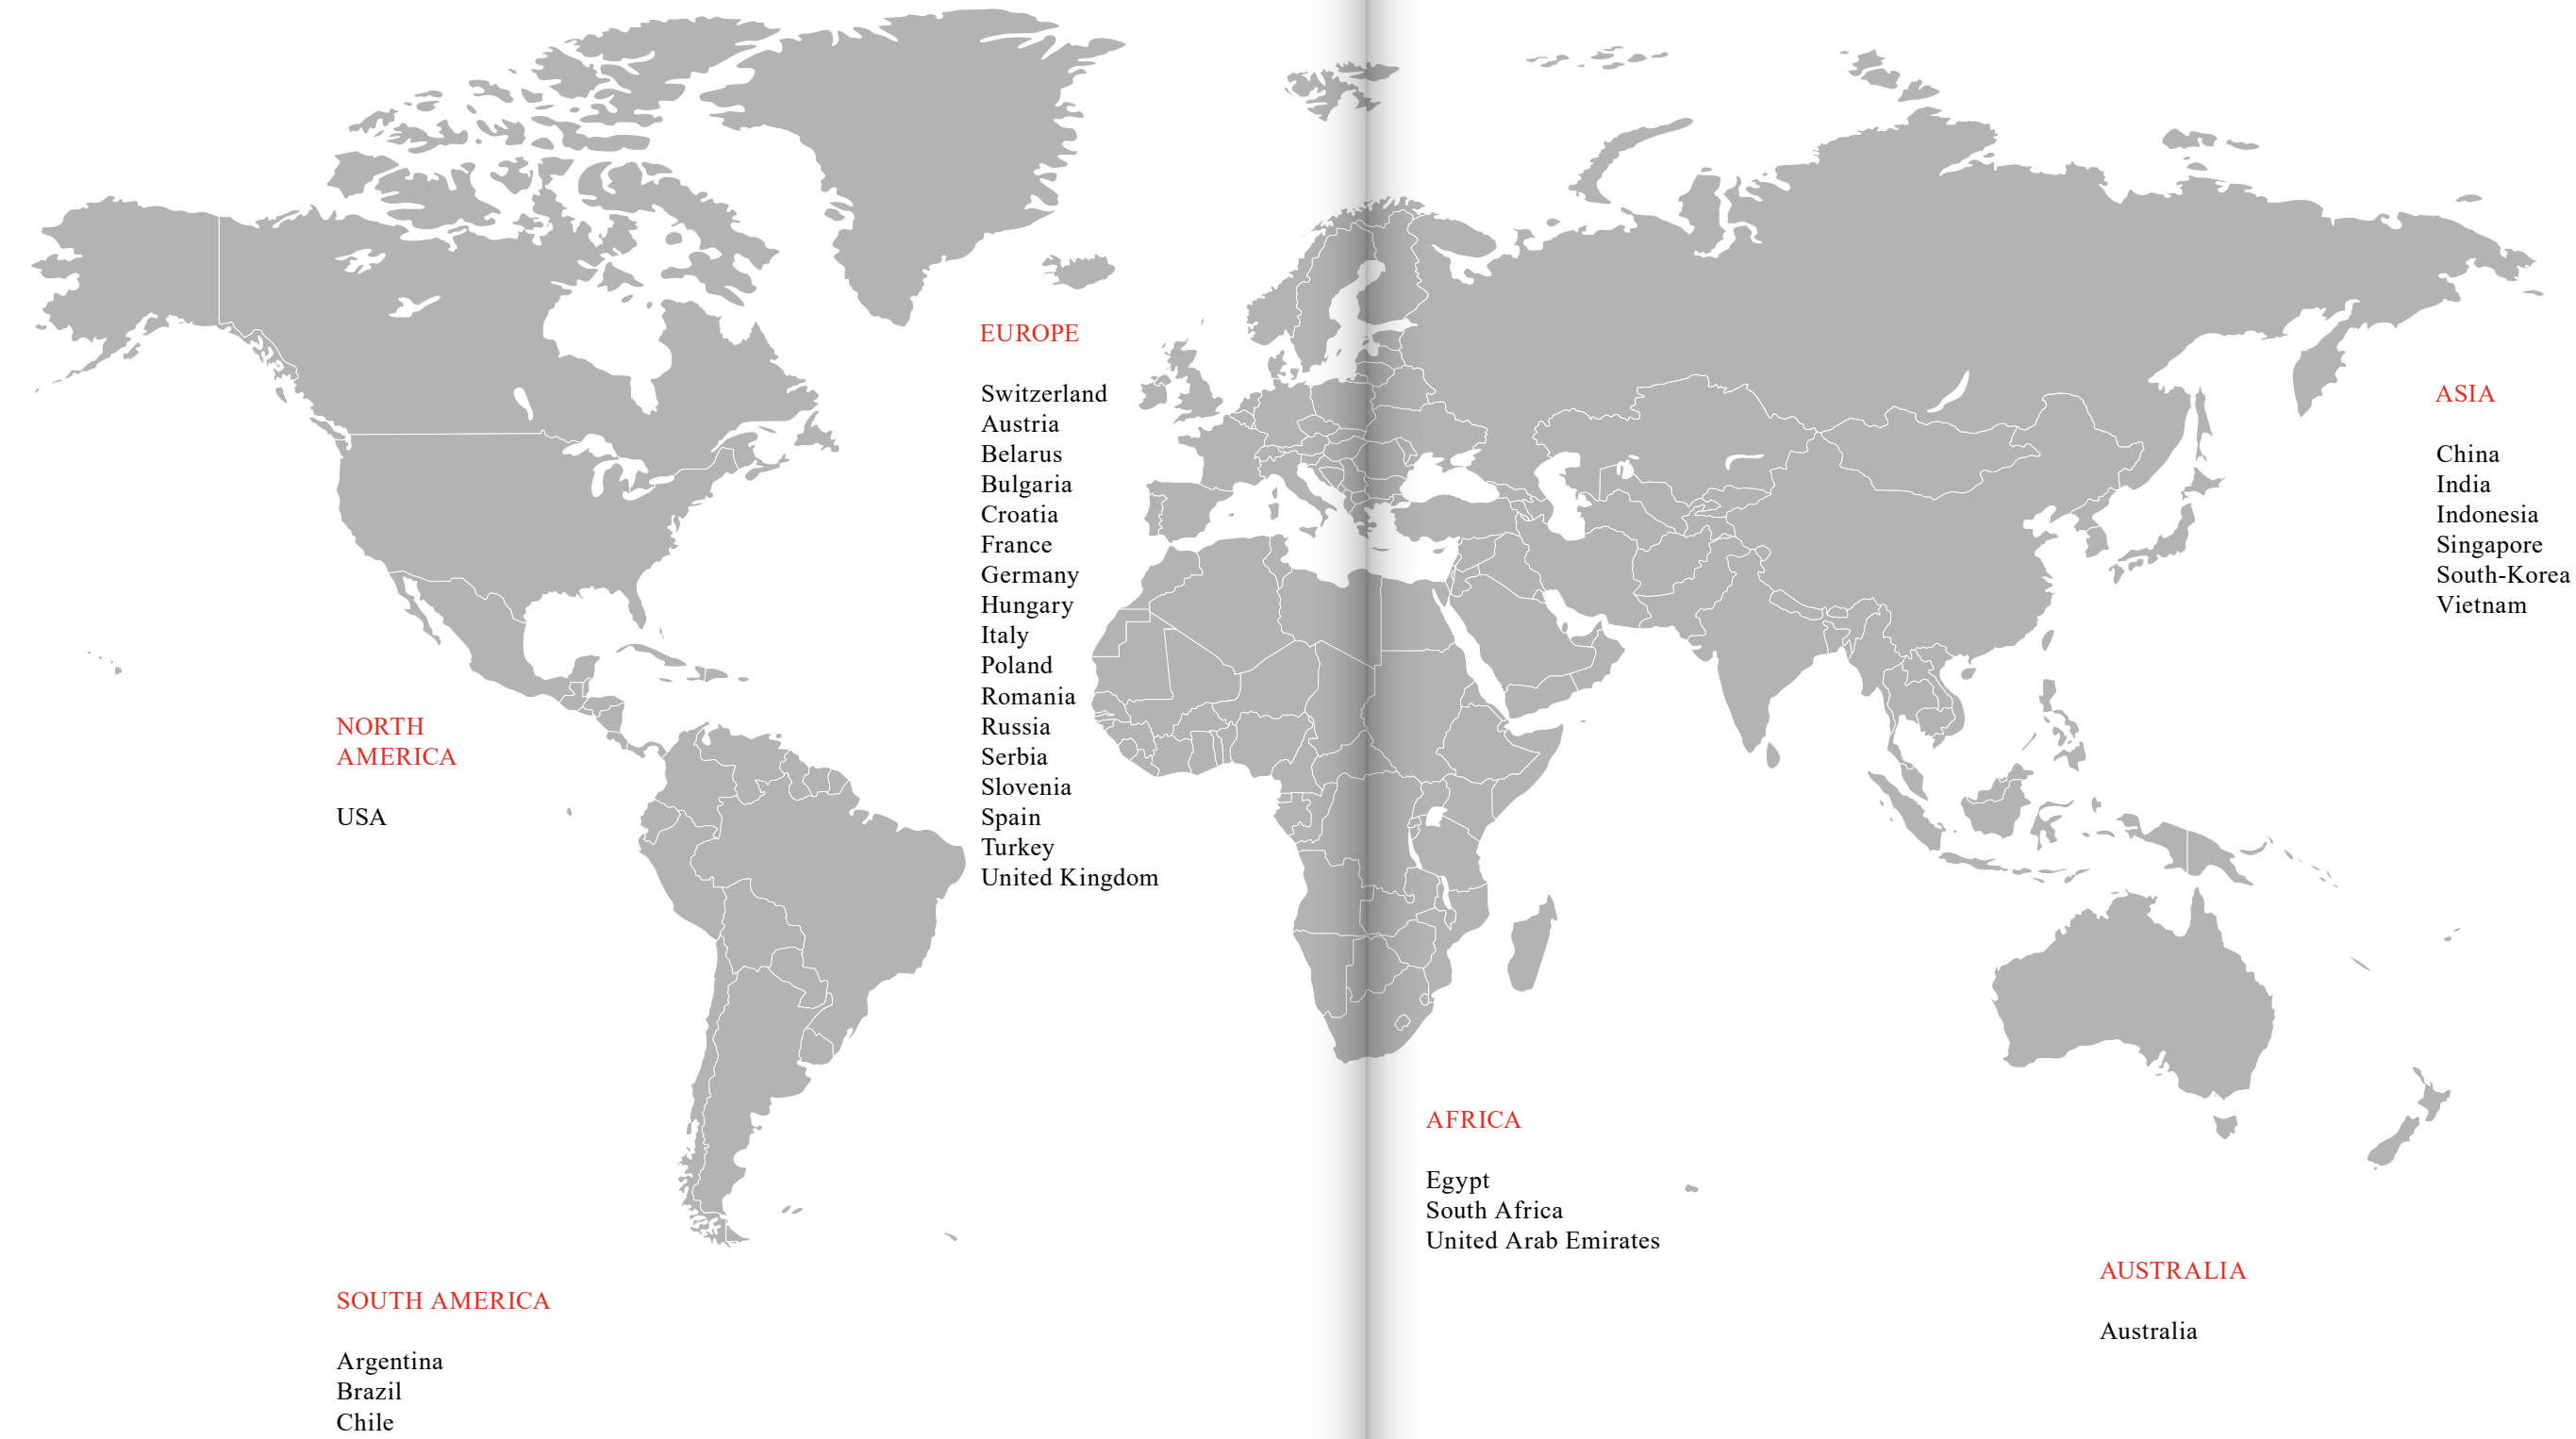 EUROPE
Switzerland
Austria
Belarus
Bulgaria
Croatia
France
Germany
Hungary
Italy
Poland
Romania
Russia
Serbia
Slovenia
Spain
Turkey
United Kingdom
ASIA
China
India
Indonesia
Singapore
South-Korea
Vietnam
NORTH
AMERICA
USA
AFRICA
Egypt
South Africa
United Arab Emirates
AUSTRALIA
Australia
SOUTH AMERICA
Argentina
Brazil
Chile